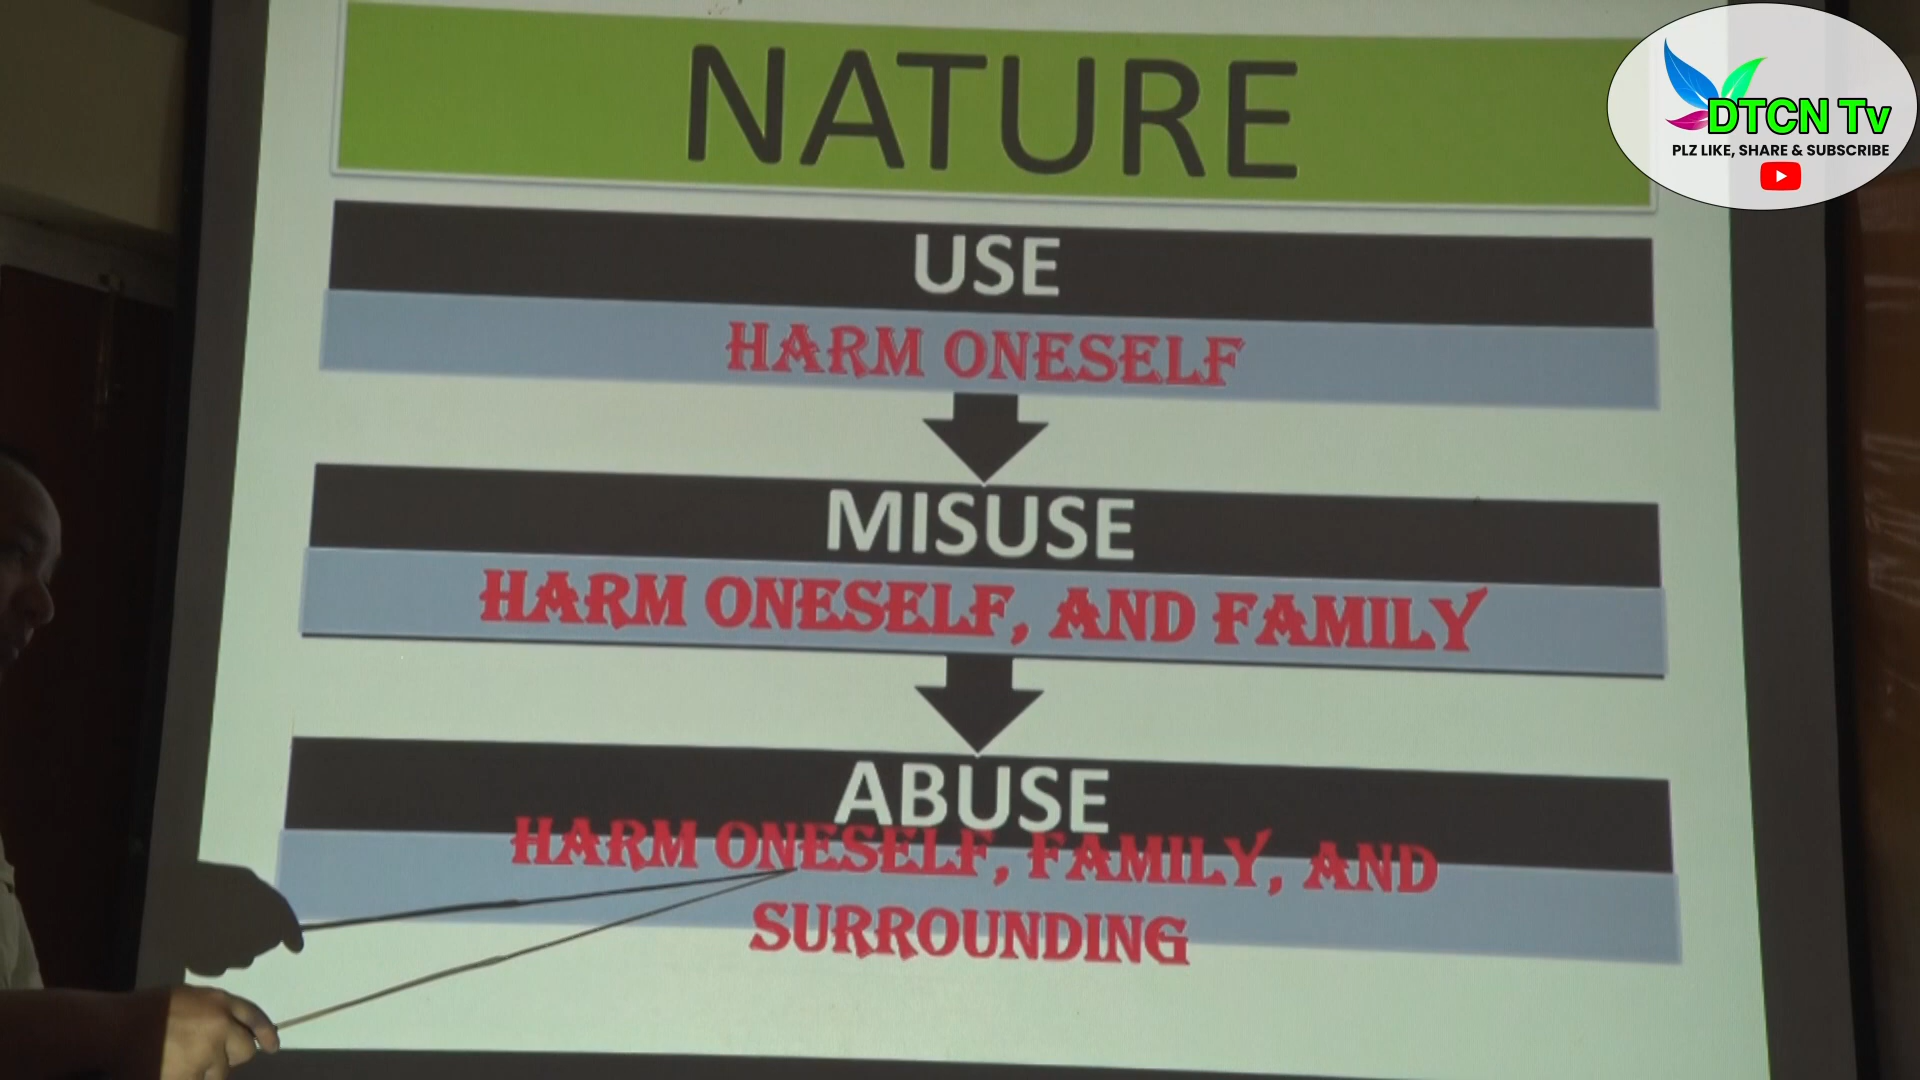 NATURE
DTCN Tv
PLZ LIKE, SHARE & SUBSCRIBE
USE
HARM ONESELF
MISUSE
HARM ONESELF, AND FAMILY
ABUSE
HARM ONESELF, FAMILY, AND
SURROUNDING